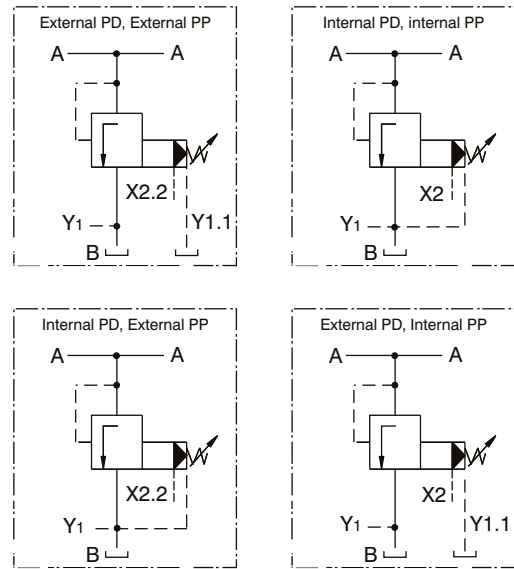 External PD, External PP
A A
X2.2
Y1 Y1.1
B
Internal PD, internal PP
A A
X2
Y1
B
Internal PD, External PP
A A
X2.2
Y1
B
External PD, Internal PP
A A
X2
Y1 Y1.1
B